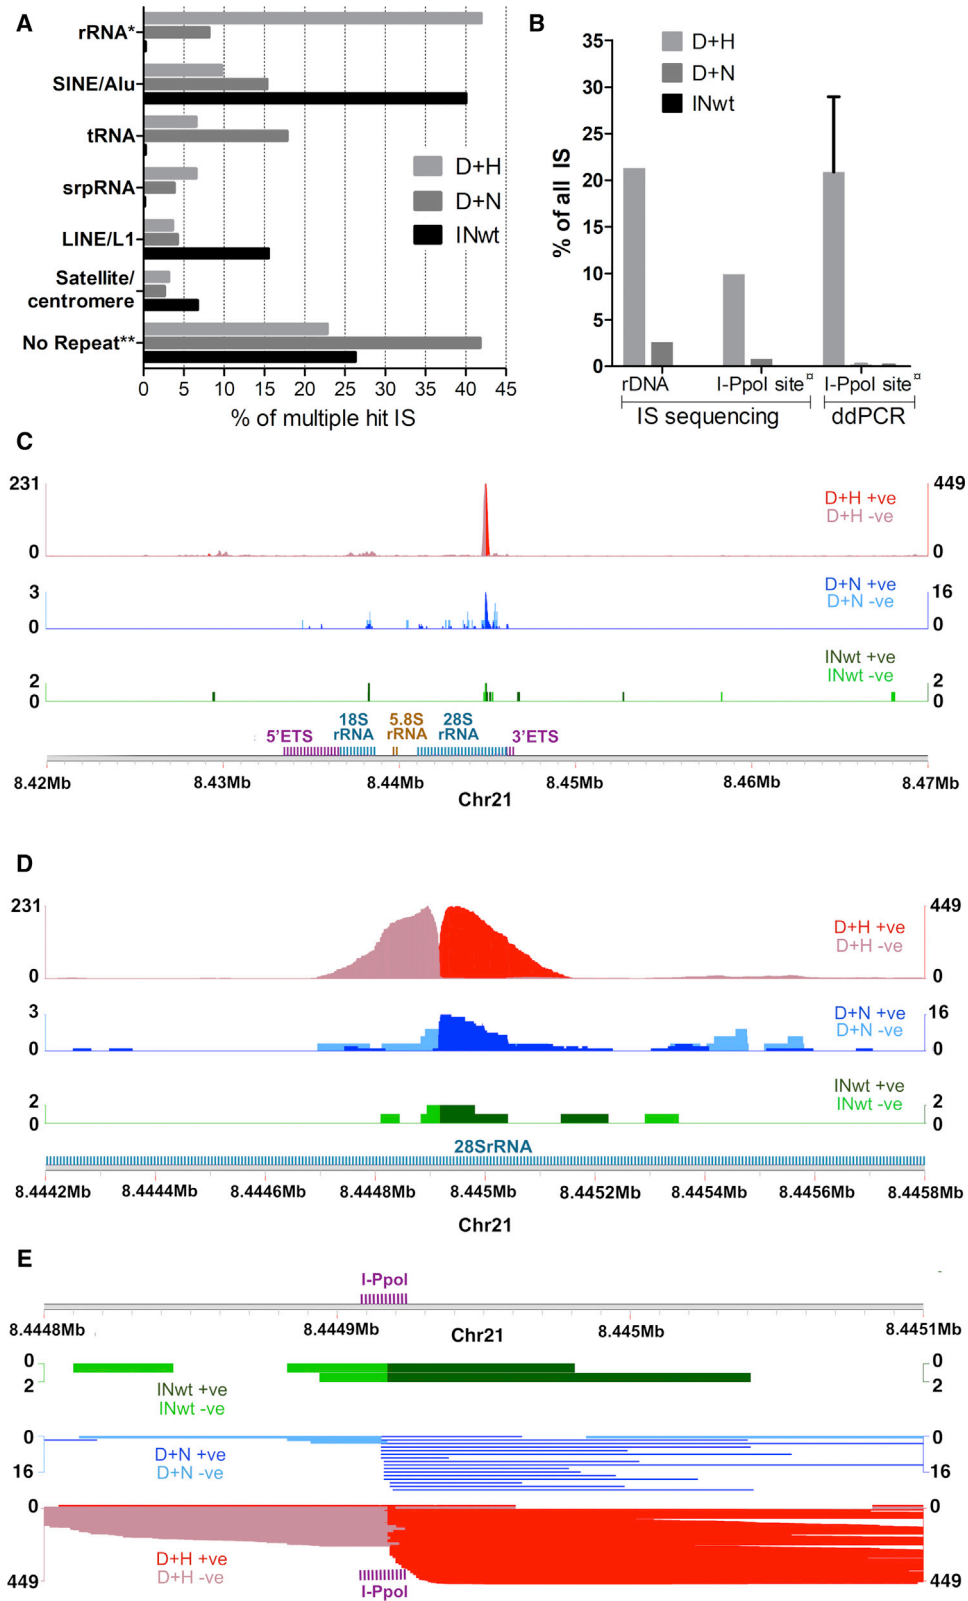 A
rRNA*
SINE/Alu
tRNA
srpRNA
LINE/L1
Satellite/
centromere
No Repeat**
D+H
D+N
INwt
0 5 10 15 20 25 30 35 40 45
% of multiple hit IS
B
D+H
D+N
INwt
% of all IS
35
30
25
20
15
10
5
0
rDNA I-PpoI site¤ I-PpoI site¤
IS sequencing ddPCR
C
231 449
D+H +ve
D+H -ve
0 0
3 16
D+N +ve
D+N -ve
0 0
INwt +ve
INwt -ve
2 2
0 0
18S
rRNA
5.8S
rRNA
28S
rRNA
5'ETS 3'ETS
8.42Mb 8.43Mb 8.44Mb 8.45Mb 8.46Mb 8.47Mb
Chr21
D
231 449
D+H +ve
D+H -ve
0 0
3 16
D+N +ve
D+N -ve
0 0
INwt +ve
INwt -ve
2 2
0 0
28SrRNA
8.4442Mb 8.4444Mb 8.4446Mb 8.4448Mb 8.445Mb 8.4452Mb 8.4454Mb 8.4456Mb 8.4458Mb
Chr21
E
I-PpoI
8.4448Mb 8.4449Mb Chr21 8.445Mb 8.4451Mb
0 0
2 2
INwt +ve
INwt -ve
0 0
D+N +ve
D+N -ve
16 16
0 0
D+H +ve
D+H -ve
449 449
I-PpoI